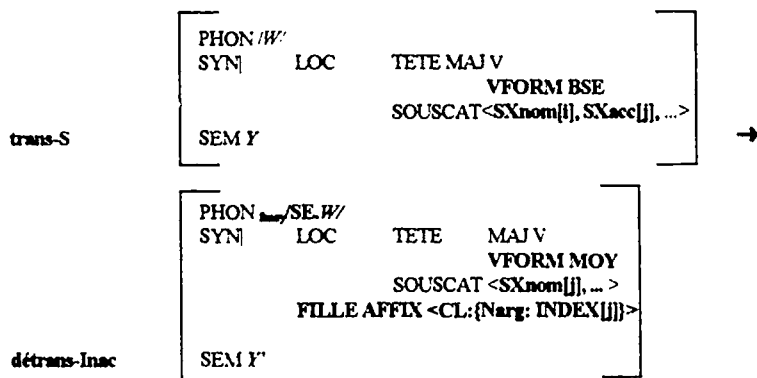 PHON /W/
SYN| LOC TETE MAJ V
VFORM BSE
SOUSCAT<SXnom[i], SXacc[j], ...>
trans-S SEM Y →
PHON /SE-W/
SYN| LOC TETE MAJ V
VFORM MOY
SOUSCAT <SXnom[j], ... >
FILLE AFFIX <CL:{Narg: INDEX[j]}>
détrans-Inac SEM Y'